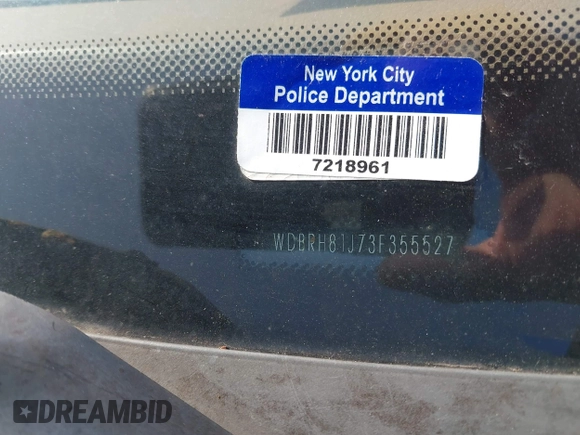 New York City
Police Department
7218961
WDBRH81J73F355527
DREAMBID